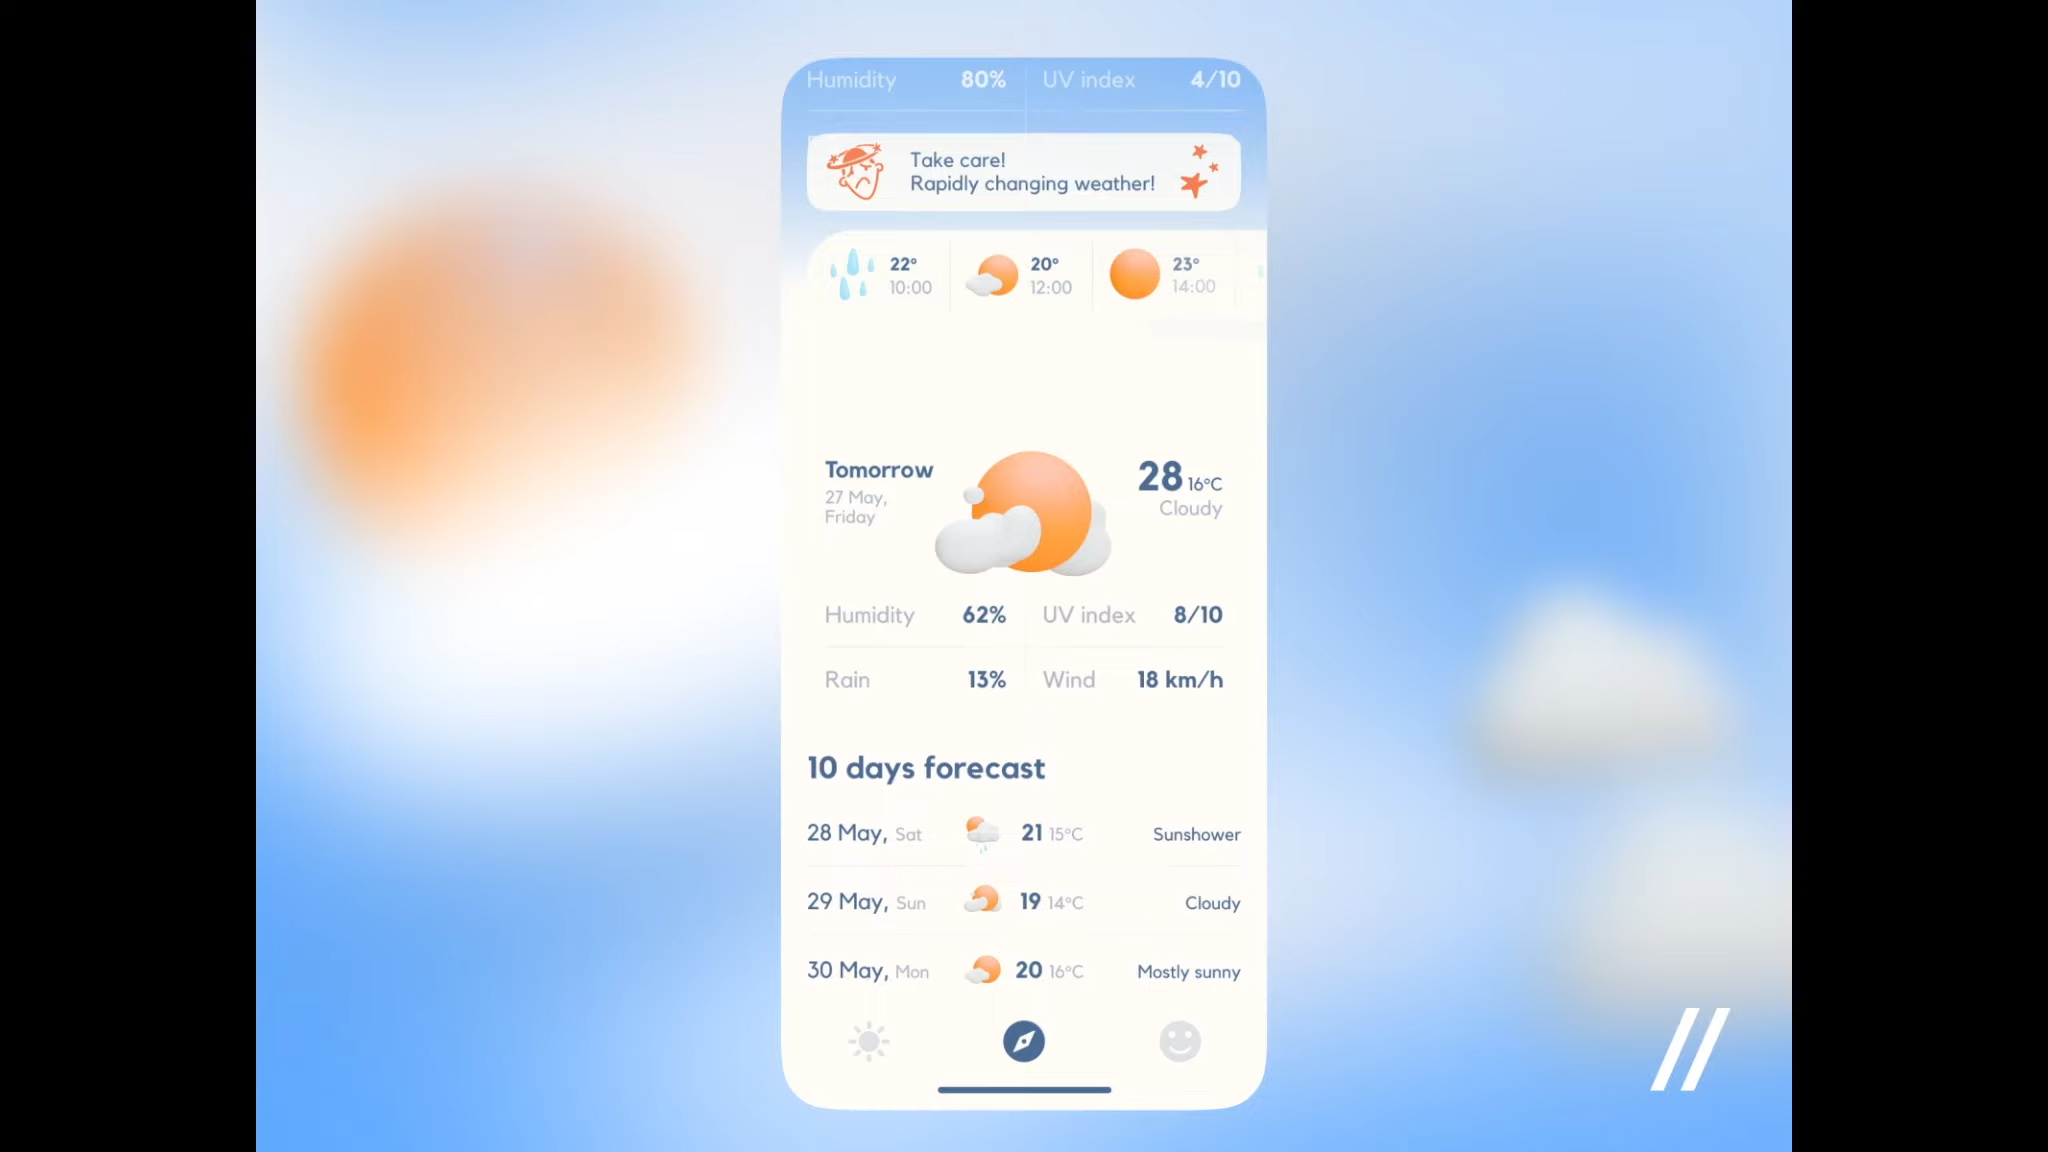 Humidity 80% UV index 4/10
Take care!
Rapidly changing weather!
22° 20° 23°
10:00 12:00 14:00
Tomorrow
27 May,
Friday
28 16°C
Cloudy
Humidity 62% UV index 8/10
Rain 13% Wind 18 km/h
10 days forecast
28 May, Sat 21 15°C Sunshower
29 May, Sun 19 14°C Cloudy
30 May, Mon 20 16°C Mostly sunny